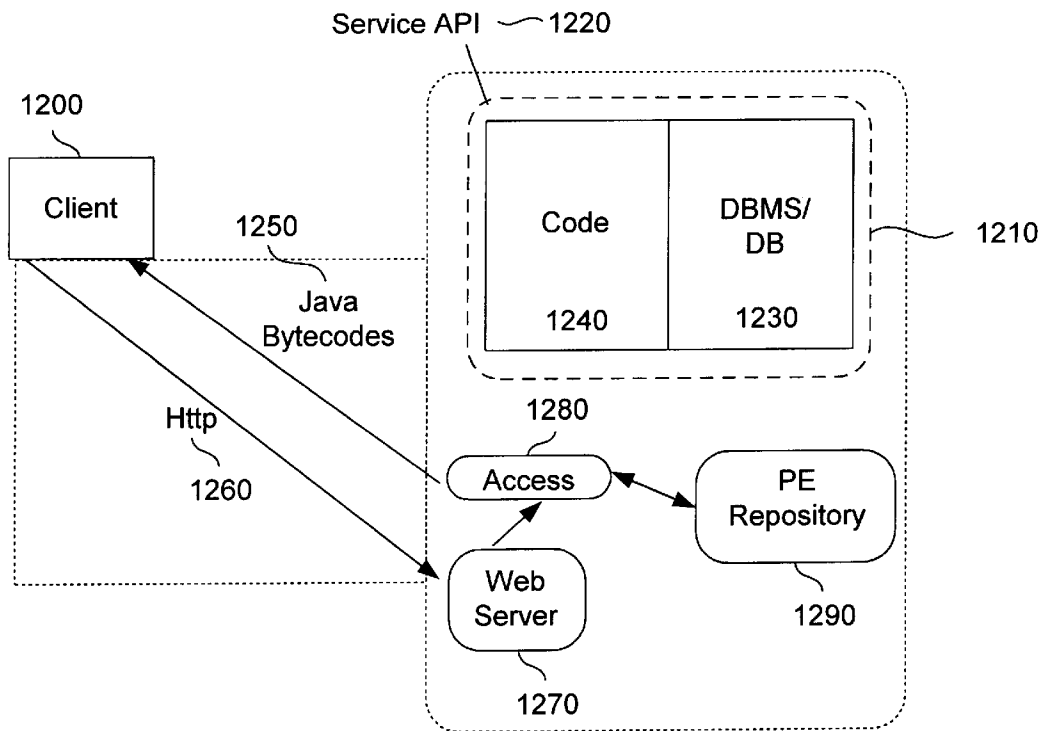 Service API 1220
1200
Client
Code
1240
DBMS/
DB
1230
1210
1250
Java
Bytecodes
Http
1260
1280
Access
PE
Repository
1290
Web
Server
1270